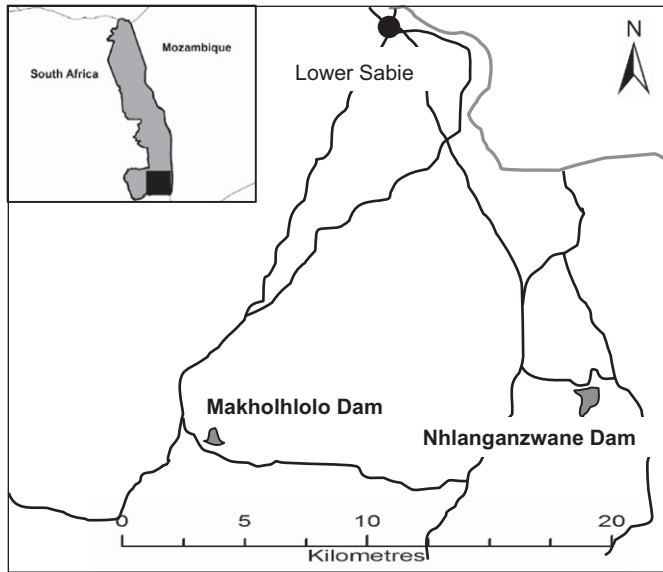 Mozambique
South Africa
N
Lower Sabie
Makholhlolo Dam
Nhlanganzwane Dam
0 5 10 20
Kilometres